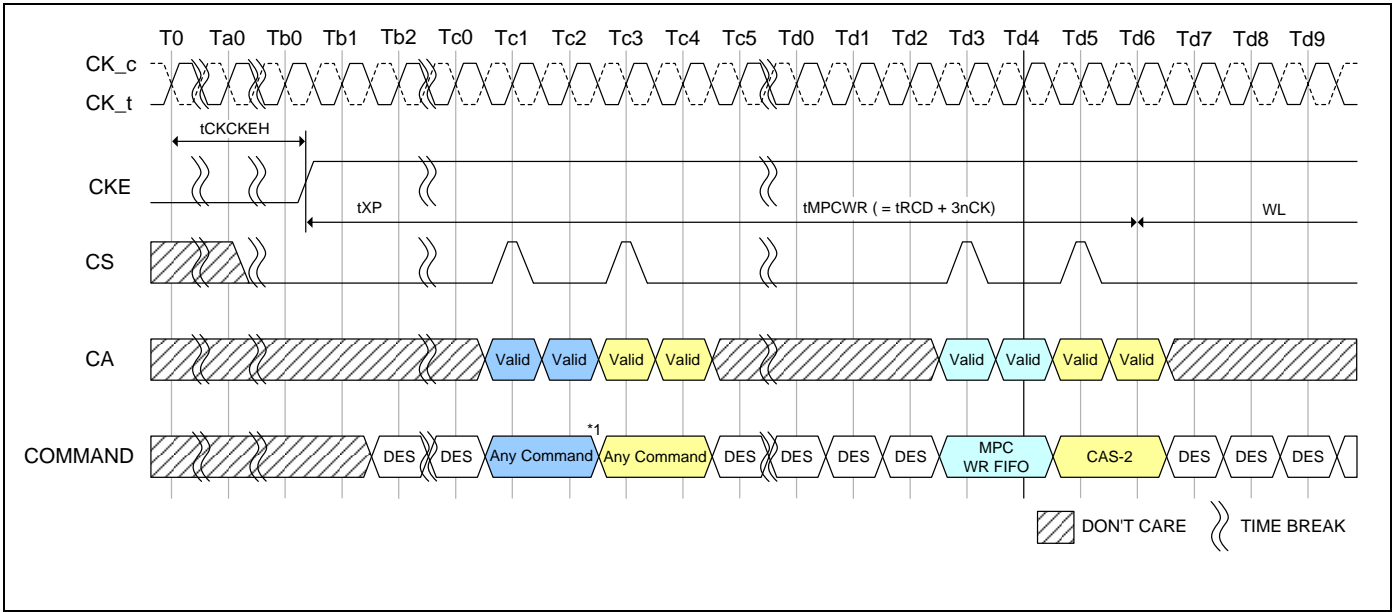 T0 Ta0 Tb0 Tb1 Tb2 Tc0 Tc1 Tc2 Tc3 Tc4 Tc5 Td0 Td1 Td2 Td3 Td4 Td5 Td6 Td7 Td8 Td9
CK_c
CK_t
tCKCKEH
CKE
tXP
tMPCWR ( = tRCD + 3nCK)
WL
CS
CA
Valid Valid Valid Valid Valid Valid Valid Valid
*1
COMMAND
DES DES Any Command Any Command DES DES DES DES MPC WR FIFO CAS-2 DES DES DES
DON'T CARE
TIME BREAK